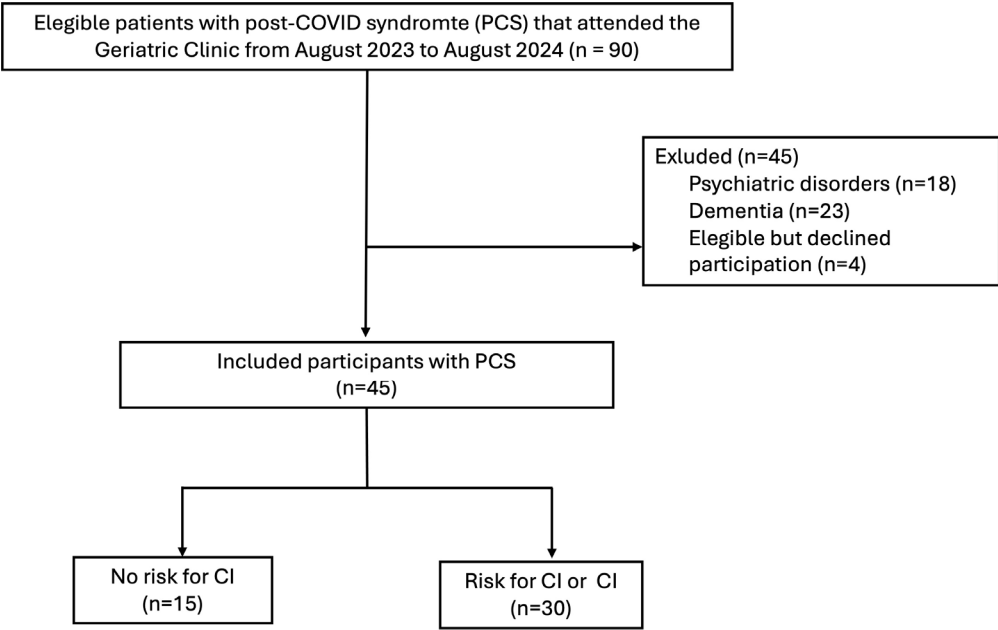 Elegible patients with post-COVID syndromte (PCS) that attended the
Geriatric Clinic from August 2023 to August 2024 (n = 90)
Exluded (n=45)
Psychiatric disorders (n=18)
Dementia (n=23)
Elegible but declined
participation (n=4)
Included participants with PCS
(n=45)
No risk for CI
(n=15)
Risk for CI or  CI
(n=30)